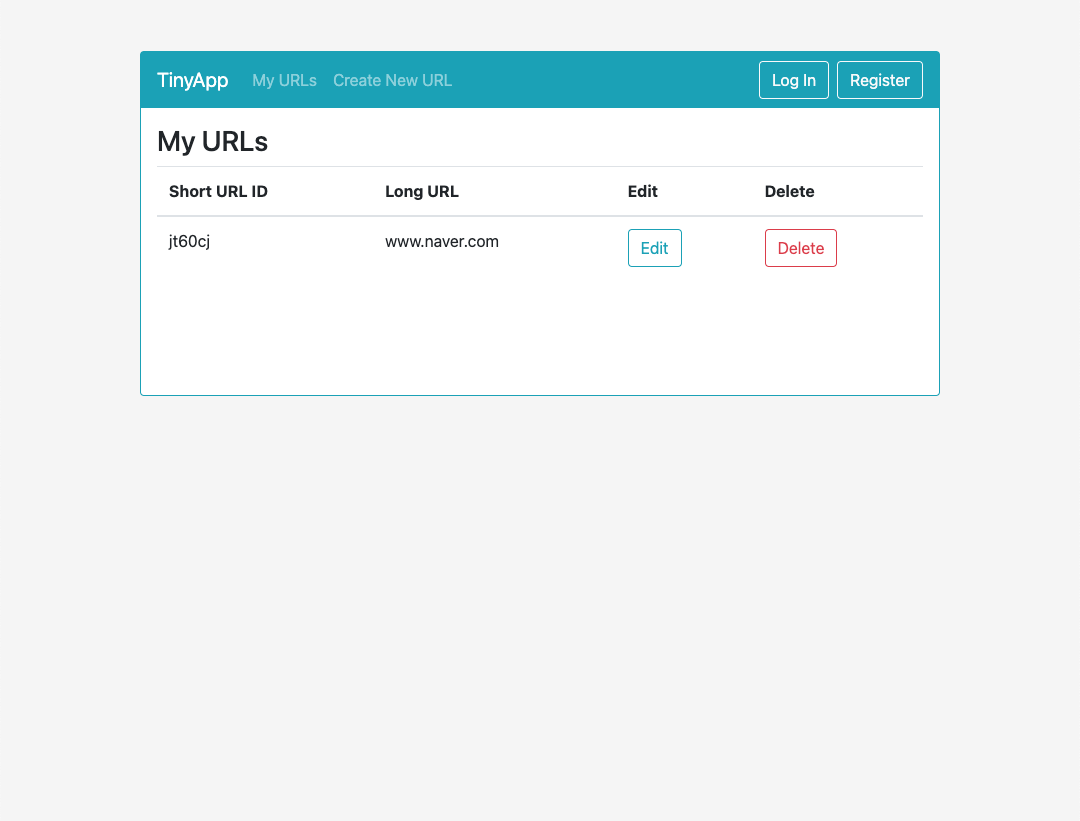 TinyApp My URLs Create New URL Log In Register
My URLs
Short URL ID Long URL Edit Delete
jt60cj www.naver.com Edit Delete